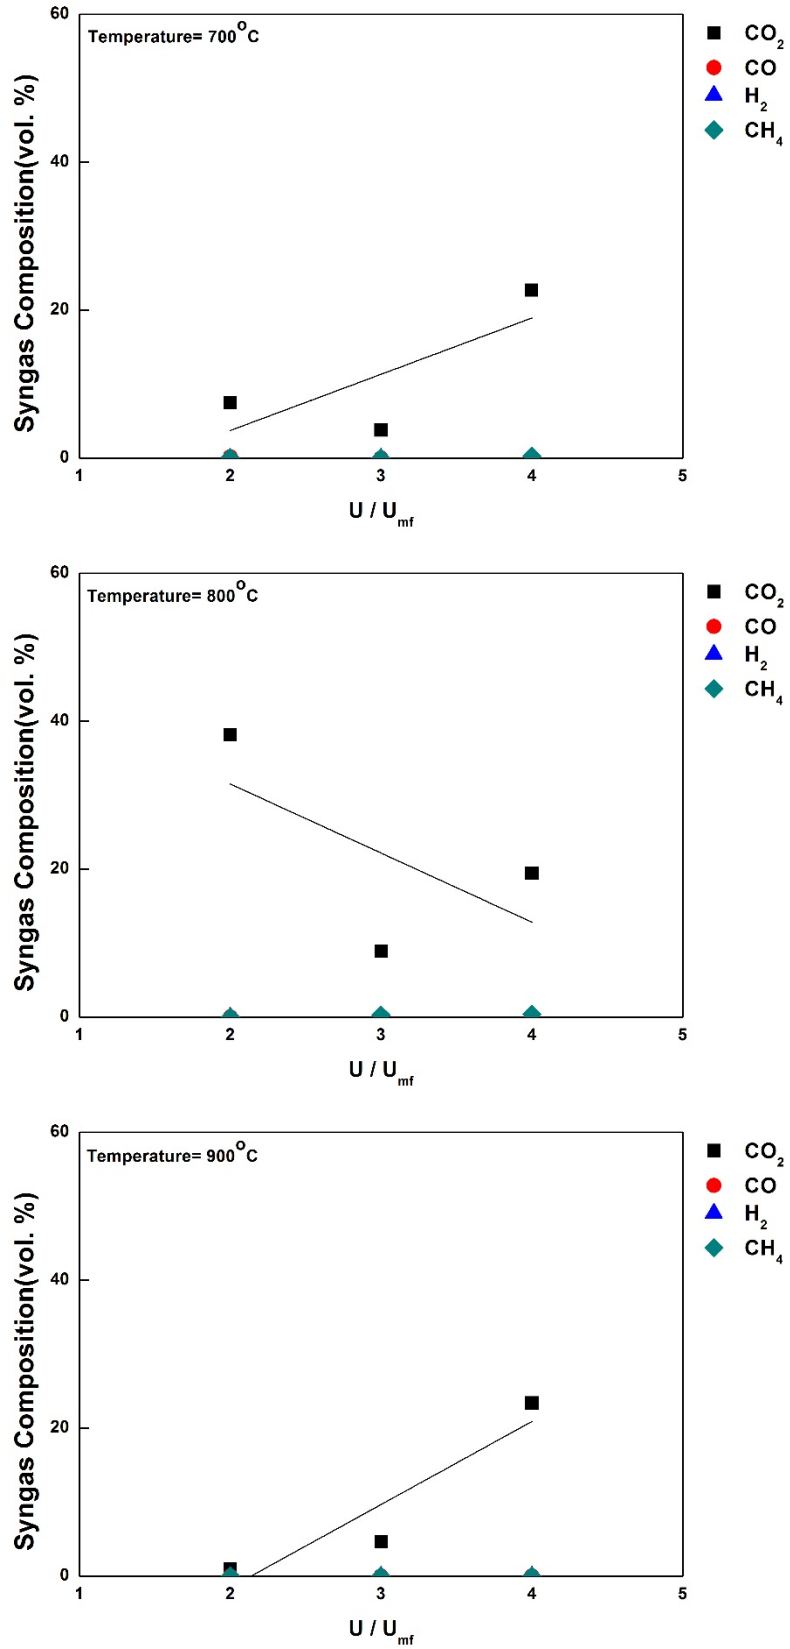 Temperature= 700°C
CO₂
CO
H₂
CH₄
Syngas Composition(vol. %)
60
40
20
0
1 2 3 4 5
U / Uₘf
Temperature= 800°C
CO₂
CO
H₂
CH₄
Syngas Composition(vol. %)
60
40
20
0
1 2 3 4 5
U / Uₘf
Temperature= 900°C
CO₂
CO
H₂
CH₄
Syngas Composition(vol. %)
60
40
20
0
1 2 3 4 5
U / Uₘf